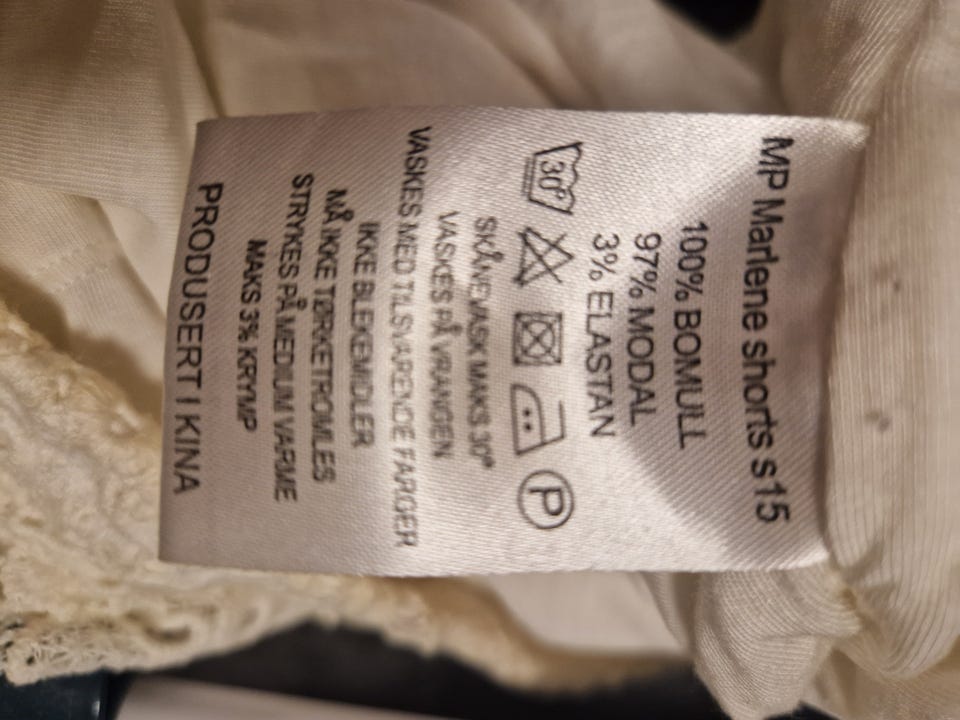 MP Marlene shorts s15
100% BOMULL
97% MODAL
3% ELASTAN
30° P
SKÅNEVASK MAKS 30°
VASKES PÅ VRANGEN
VASKES MED TILSVARENDE FARGER
IKKE BLEKEMIDLER
MÅ IKKE TØRKETROMLES
STRYKES PÅ MEDIUM VARME
MAKS 3% KRYMP
PRODUSERT I KINA